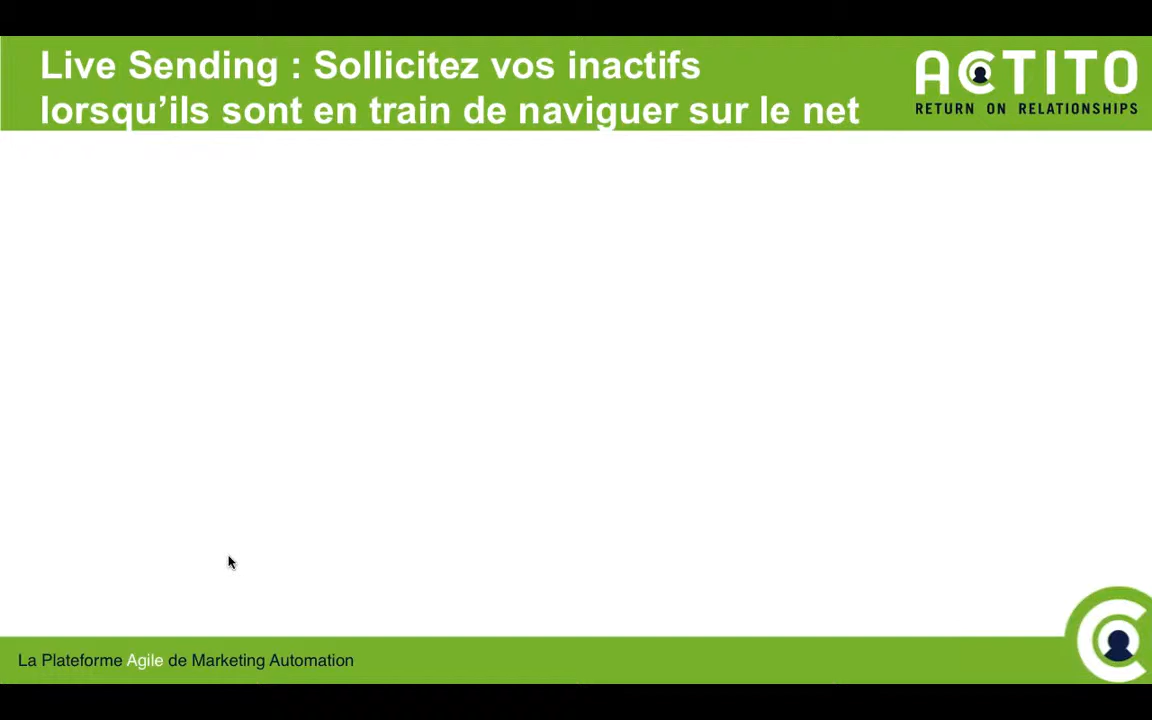 Live Sending : Sollicitez vos inactifs
lorsqu’ils sont en train de naviguer sur le net
ACTITO
RETURN ON RELATIONSHIPS
La Plateforme Agile de Marketing Automation